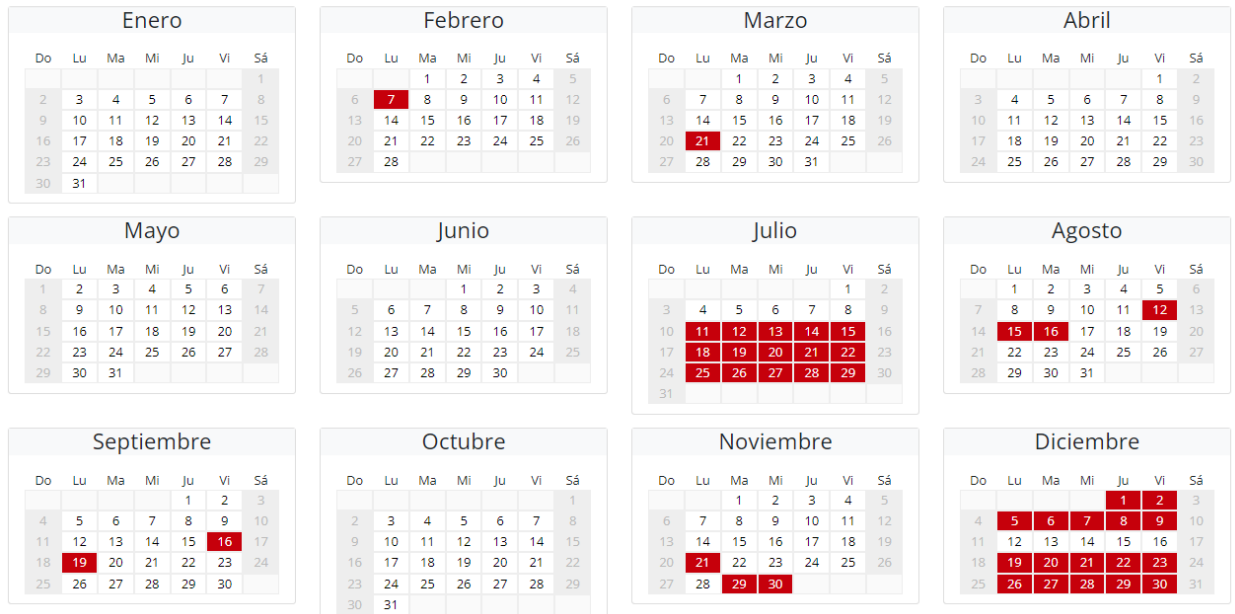 Enero
Do Lu Ma Mi Ju Vi Sá
1
2 3 4 5 6 7 8
9 10 11 12 13 14 15
16 17 18 19 20 21 22
23 24 25 26 27 28 29
30 31
Febrero
Do Lu Ma Mi Ju Vi Sá
1 2 3 4 5
6 7 8 9 10 11 12
13 14 15 16 17 18 19
20 21 22 23 24 25 26
27 28
Marzo
Do Lu Ma Mi Ju Vi Sá
1 2 3 4 5
6 7 8 9 10 11 12
13 14 15 16 17 18 19
20 21 22 23 24 25 26
27 28 29 30 31
Abril
Do Lu Ma Mi Ju Vi Sá
1 2
3 4 5 6 7 8 9
10 11 12 13 14 15 16
17 18 19 20 21 22 23
24 25 26 27 28 29 30
Mayo
Do Lu Ma Mi Ju Vi Sá
1 2 3 4 5 6 7
8 9 10 11 12 13 14
15 16 17 18 19 20 21
22 23 24 25 26 27 28
29 30 31
Junio
Do Lu Ma Mi Ju Vi Sá
1 2 3 4
5 6 7 8 9 10 11
12 13 14 15 16 17 18
19 20 21 22 23 24 25
26 27 28 29 30
Julio
Do Lu Ma Mi Ju Vi Sá
1 2
3 4 5 6 7 8 9
10 11 12 13 14 15 16
17 18 19 20 21 22 23
24 25 26 27 28 29 30
31
Agosto
Do Lu Ma Mi Ju Vi Sá
1 2 3 4 5 6
7 8 9 10 11 12 13
14 15 16 17 18 19 20
21 22 23 24 25 26 27
28 29 30 31
Septiembre
Do Lu Ma Mi Ju Vi Sá
1 2 3
4 5 6 7 8 9 10
11 12 13 14 15 16 17
18 19 20 21 22 23 24
25 26 27 28 29 30
Octubre
Do Lu Ma Mi Ju Vi Sá
1
2 3 4 5 6 7 8
9 10 11 12 13 14 15
16 17 18 19 20 21 22
23 24 25 26 27 28 29
30 31
Noviembre
Do Lu Ma Mi Ju Vi Sá
1 2 3 4 5
6 7 8 9 10 11 12
13 14 15 16 17 18 19
20 21 22 23 24 25 26
27 28 29 30
Diciembre
Do Lu Ma Mi Ju Vi Sá
1 2 3
4 5 6 7 8 9 10
11 12 13 14 15 16 17
18 19 20 21 22 23 24
25 26 27 28 29 30 31